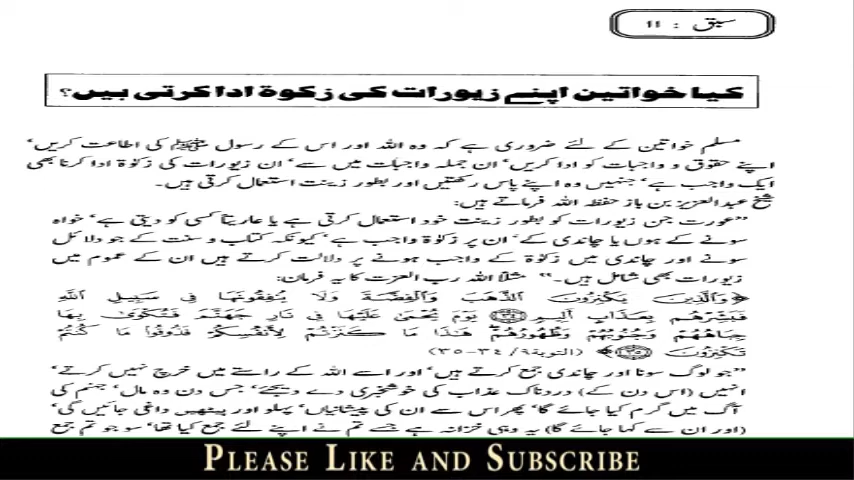 سبق : 11
کیا خواتین اپنے زیورات کی زکوۃ ادا کرتی ہیں؟
مسلم خواتین کے لئے ضروری ہے کہ وہ اللہ اور اس کے رسول ﷺ کی اطاعت کریں‘
اپنے حقوق و واجبات کو ادا کریں‘ ان جملہ واجبات میں سے‘ ان زیورات کی زکوٰۃ ادا کرنا بھی
ایک واجب ہے‘ جنہیں وہ اپنے پاس رکھتیں اور بطور زینت استعمال کرتی ہیں۔
شیخ عبدالعزیز بن باز حفظہ اللہ فرماتے ہیں:
”عورت جن زیورات کو بطور زینت خود استعمال کرتی ہے یا عاریتاً کسی کو دیتی ہے‘ خواہ
سونے کے ہوں یا چاندی کے‘ ان پر زکوٰۃ واجب ہے‘ کیونکہ کتاب و سنت کے جو دلائل
سونے اور چاندی میں زکوٰۃ کے واجب ہونے پر دلالت کرتے ہیں ان کے عموم میں
زیورات بھی شامل ہیں۔“ مثلاً اللہ رب العزت کا یہ فرمان:
﴿وَالَّذِينَ يَكْنِزُونَ الذَّهَبَ وَالْفِضَّةَ وَلَا يُنفِقُونَهَا فِي سَبِيلِ اللَّهِ
فَبَشِّرْهُم بِعَذَابٍ أَلِيمٍ ۝۳۴ يَوْمَ يُحْمَىٰ عَلَيْهَا فِي نَارِ جَهَنَّمَ فَتُكْوَىٰ بِهَا
جِبَاهُهُمْ وَجُنُوبُهُمْ وَظُهُورُهُمْ هَٰذَا مَا كَنَزْتُمْ لِأَنفُسِكُمْ فَذُوقُوا مَا كُنتُمْ
تَكْنِزُونَ ۝۳۵﴾ (التوبة ۹/ ۳۴-۳۵)
”جو لوگ سونا اور چاندی جمع کرتے ہیں‘ اور اسے اللہ کے راستے میں خرچ نہیں کرتے‘
انہیں (اس دن کے) دردناک عذاب کی خوشخبری دے دیجئے‘ جس دن وہ مال‘ جہنم کی
آگ میں گرم کیا جائے گا‘ پھر اس سے ان کی پیشانیاں‘ پہلو اور پیٹھیں داغی جائیں گی‘
(اور ان سے کہا جائے گا) یہ وہی خزانہ ہے جسے تم نے اپنے لئے جمع کیا تھا‘ سو جو تم جمع
PLEASE LIKE AND SUBSCRIBE